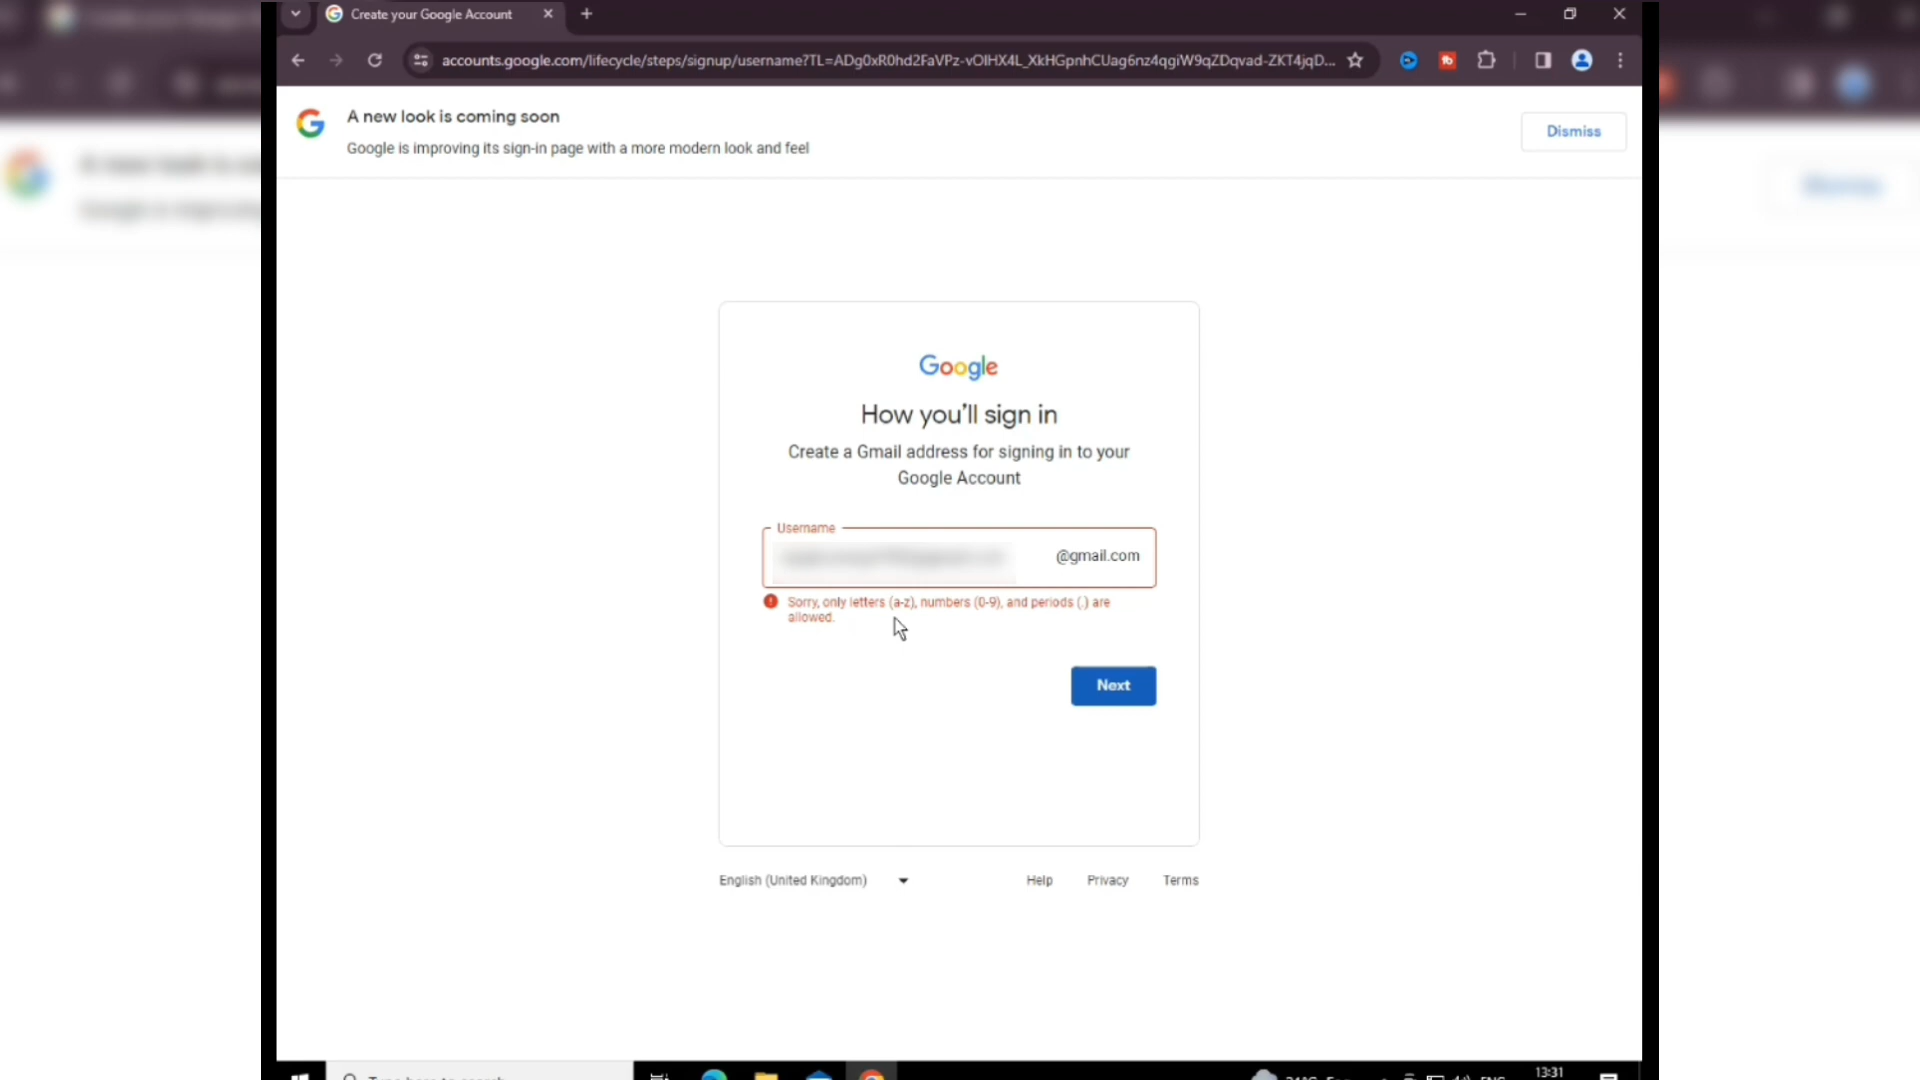 Create your Google Account
accounts.google.com/lifecycle/steps/signup/username?TL=ADg0xR0hd2FaVPz-vOIHX4L_XkHGpnhCUag6nz4qgiW9qZDqvad-ZKT4jqD...
A new look is coming soon
Google is improving its sign-in page with a more modern look and feel
Dismiss
Google
How you'll sign in
Create a Gmail address for signing in to your
Google Account
Username
@gmail.com
Sorry, only letters (a-z), numbers (0-9), and periods (.) are
allowed.
Next
English (United Kingdom)
Help Privacy Terms
13:31